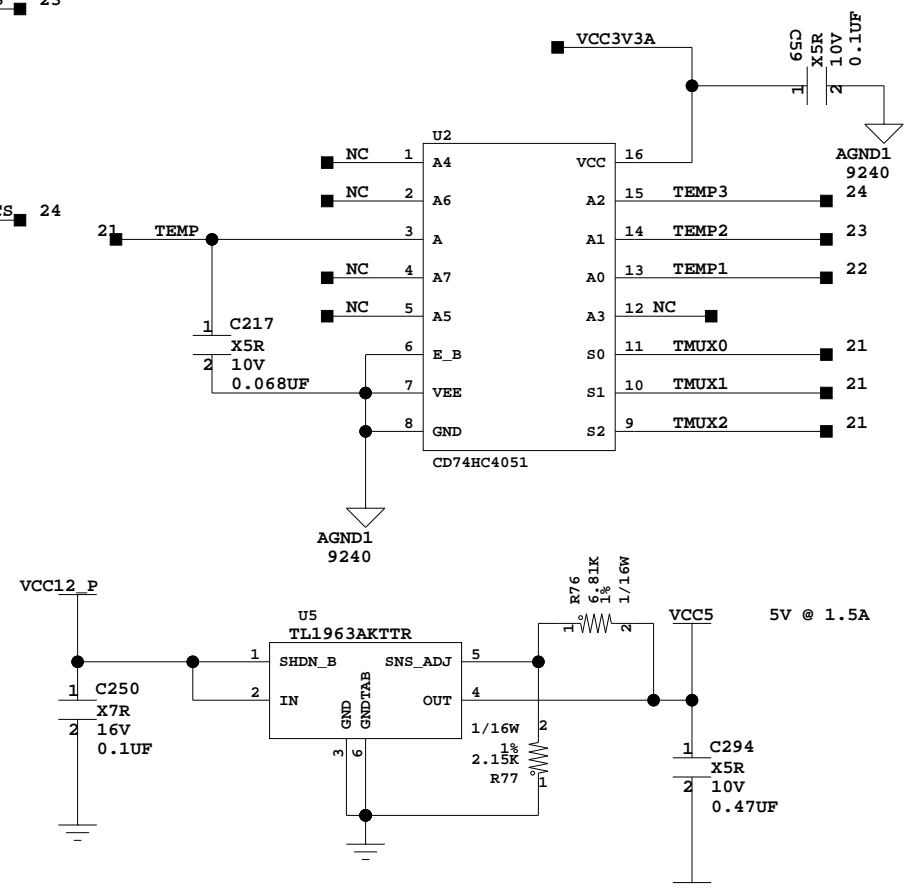 23
VCC3V3A
C59
X5R
10V
0.1UF
1
2
AGND1
9240
U2
NC 1 A4
VCC 16
NC 2 A6
A2 15 TEMP3 24
24
21 TEMP 3 A
A1 14 TEMP2 23
NC 4 A7
A0 13 TEMP1 22
NC 5 A5
A3 12 NC
1 C217
X5R
2 10V
0.068UF
6 E_B
S0 11 TMUX0 21
7 VEE
S1 10 TMUX1 21
8 GND
S2 9 TMUX2 21
CD74HC4051
AGND1
9240
VCC12_P
U5
TL1963AKTTR
R76
6.81K
1%
1/16W
1
2
VCC5
5V @ 1.5A
1 SHDN_B
SNS_ADJ 5
2 IN
OUT 4
GND
GNDTAB
3
6
1 C250
X7R
2 16V
0.1UF
1/16W 2
1%
2.15K
R77 1
1 C294
X5R
2 10V
0.47UF